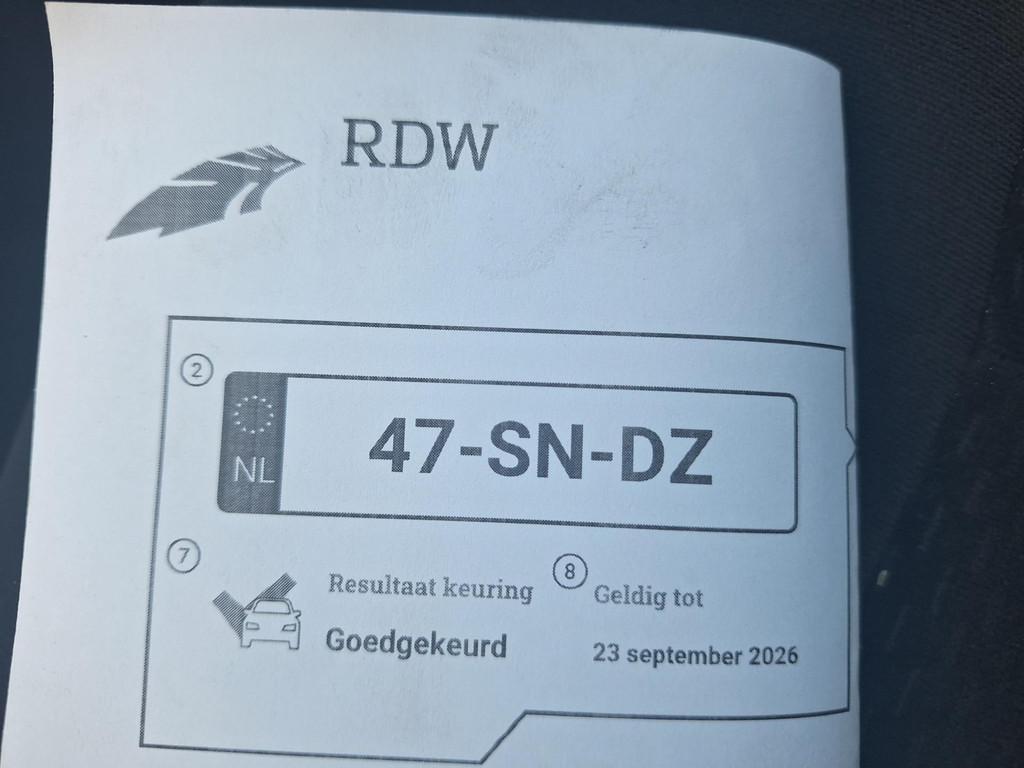 RDW
2
NL
47-SN-DZ
7
Resultaat keuring
Goedgekeurd
8
Geldig tot
23 september 2026